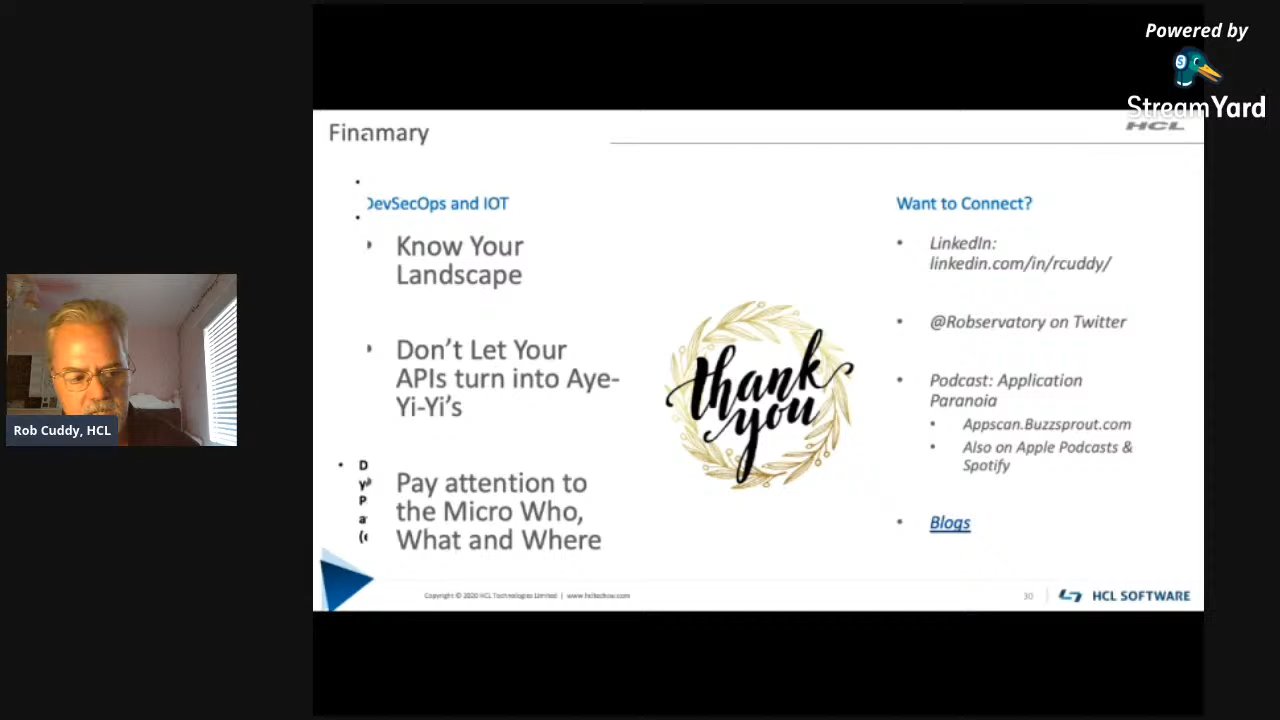 Powered by
StreamYard
HCL
Finamary
DevSecOps and IOT
Know Your
Landscape
Don't Let Your
APIs turn into Aye-
Yi-Yi's
Pay attention to
the Micro Who,
What and Where
thank
you
Want to Connect?
LinkedIn:
linkedin.com/in/rcuddy/
@Robservatory on Twitter
Podcast: Application
Paranoia
Appscan.Buzzsprout.com
Also on Apple Podcasts &
Spotify
Blogs
Rob Cuddy, HCL
Copyright © 2020 HCL Technologies Limited | www.hcltechsw.com
30
HCL SOFTWARE